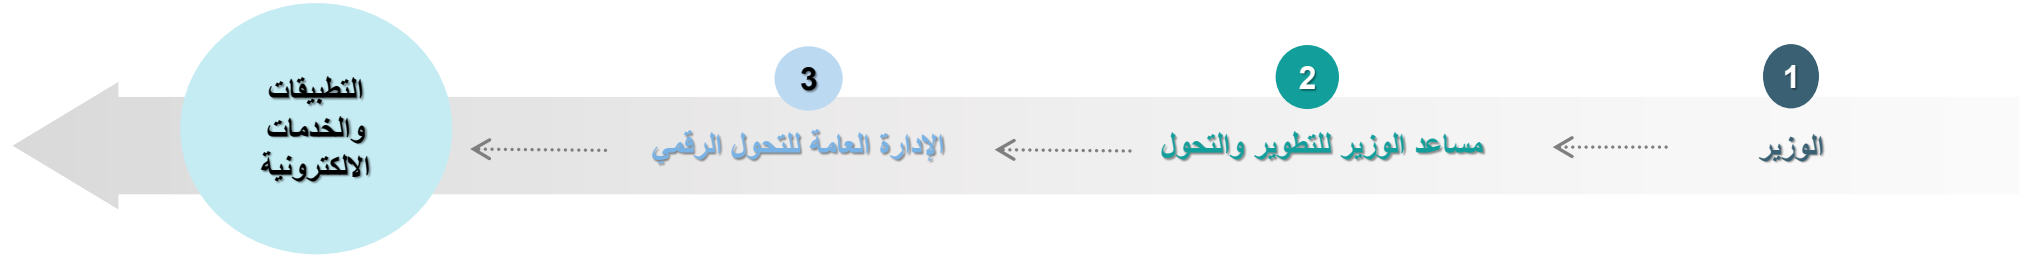 1
الوزير
2
مساعد الوزير للتطوير والتحول
3
الإدارة العامة للتحول الرقمي
التطبيقات
والخدمات
الالكترونية